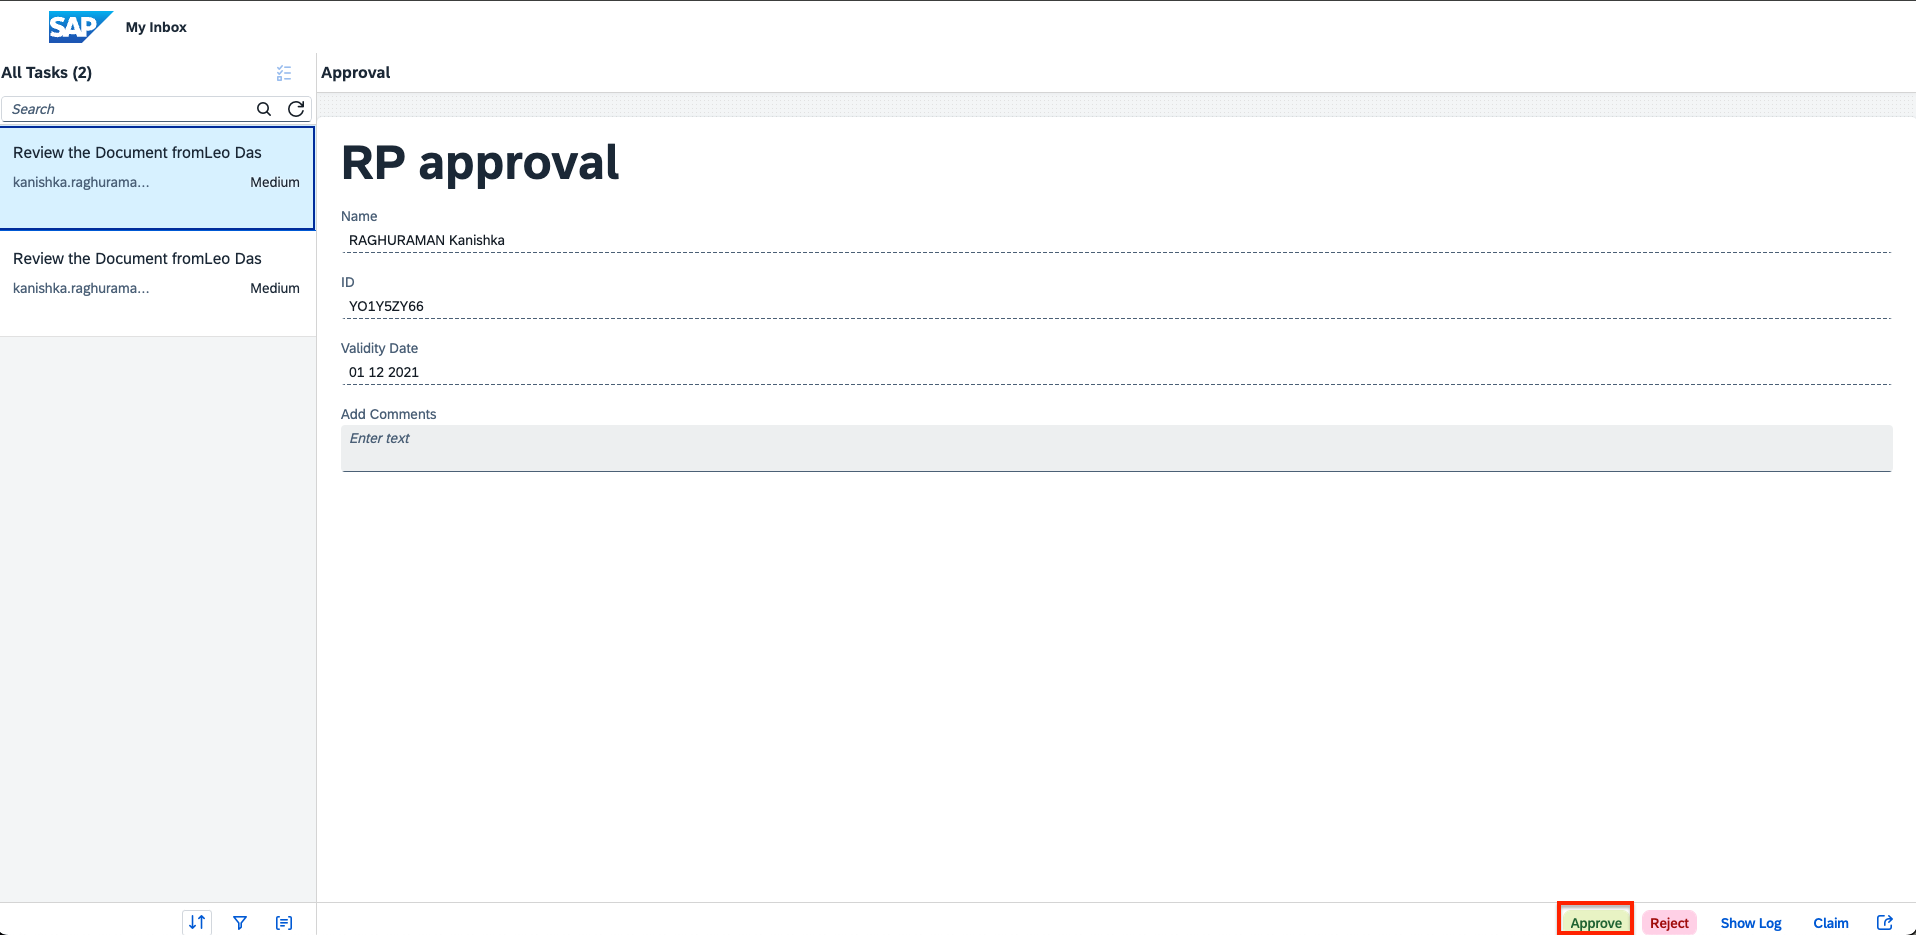 SAP My Inbox
All Tasks (2)
Search
Review the Document fromLeo Das
kanishka.raghurama... Medium
Review the Document fromLeo Das
kanishka.raghurama... Medium
Approval
RP approval
Name
RAGHURAMAN Kanishka
ID
YO1Y5ZY66
Validity Date
01 12 2021
Add Comments
Enter text
Approve Reject Show Log Claim